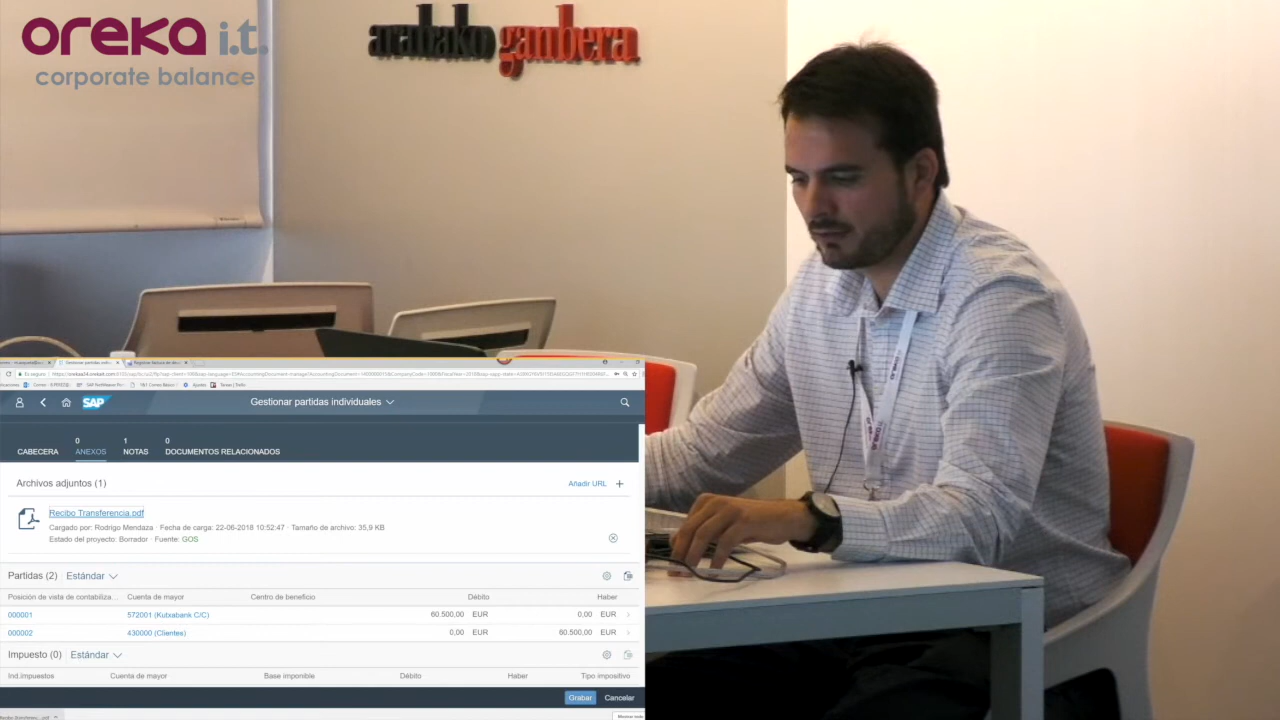 oreka i.t.
corporate balance
arabako ganbera
SAP
Gestionar partidas individuales
0 1 0
CABECERA ANEXOS NOTAS DOCUMENTOS RELACIONADOS
Archivos adjuntos (1) Añadir URL
Recibo Transferencia.pdf
Cargado por: Rodrigo Mendaza · Fecha de carga: 22-06-2018 10:52:47 · Tamaño de archivo: 35,9 KB
Estado del proyecto: Borrador · Fuente: GOS
Partidas (2) Estándar
Posición de vista de contabiliza... Cuenta de mayor Centro de beneficio Débito Haber
000001 572001 (Kutxabank C/C) 60.500,00 EUR 0,00 EUR
000002 430000 (Clientes) 0,00 EUR 60.500,00 EUR
Impuesto (0) Estándar
Ind.impuestos Cuenta de mayor Base imponible Débito Haber Tipo impositivo
Grabar Cancelar